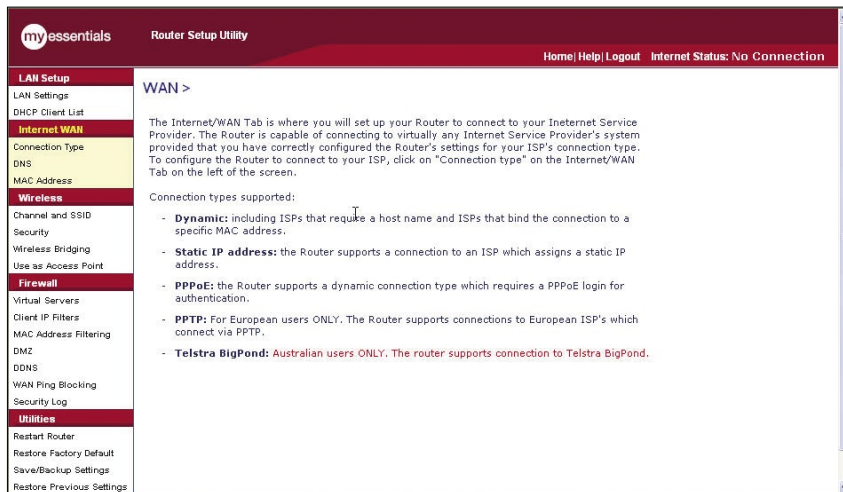 myessentials
Router Setup Utility
Home| Help| Logout Internet Status: No Connection
LAN Setup
LAN Settings
DHCP Client List
Internet WAN
Connection Type
DNS
MAC Address
Wireless
Channel and SSID
Security
Wireless Bridging
Use as Access Point
Firewall
Virtual Servers
Client IP Filters
MAC Address Filtering
DMZ
DDNS
WAN Ping Blocking
Security Log
Utilities
Restart Router
Restore Factory Default
Save/Backup Settings
Restore Previous Settings
WAN >
The Internet/WAN Tab is where you will set up your Router to connect to your Ineternet Service
Provider. The Router is capable of connecting to virtually any Internet Service Provider's system
provided that you have correctly configured the Router's settings for your ISP's connection type.
To configure the Router to connect to your ISP, click on "Connection type" on the Internet/WAN
Tab on the left of the screen.
Connection types supported:
- Dynamic: including ISPs that require a host name and ISPs that bind the connection to a
specific MAC address.
- Static IP address: the Router supports a connection to an ISP which assigns a static IP
address.
- PPPoE: the Router supports a dynamic connection type which requires a PPPoE login for
authentication.
- PPTP: For European users ONLY. The Router supports connections to European ISP's which
connect via PPTP.
- Telstra BigPond: Australian users ONLY. The router supports connection to Telstra BigPond.